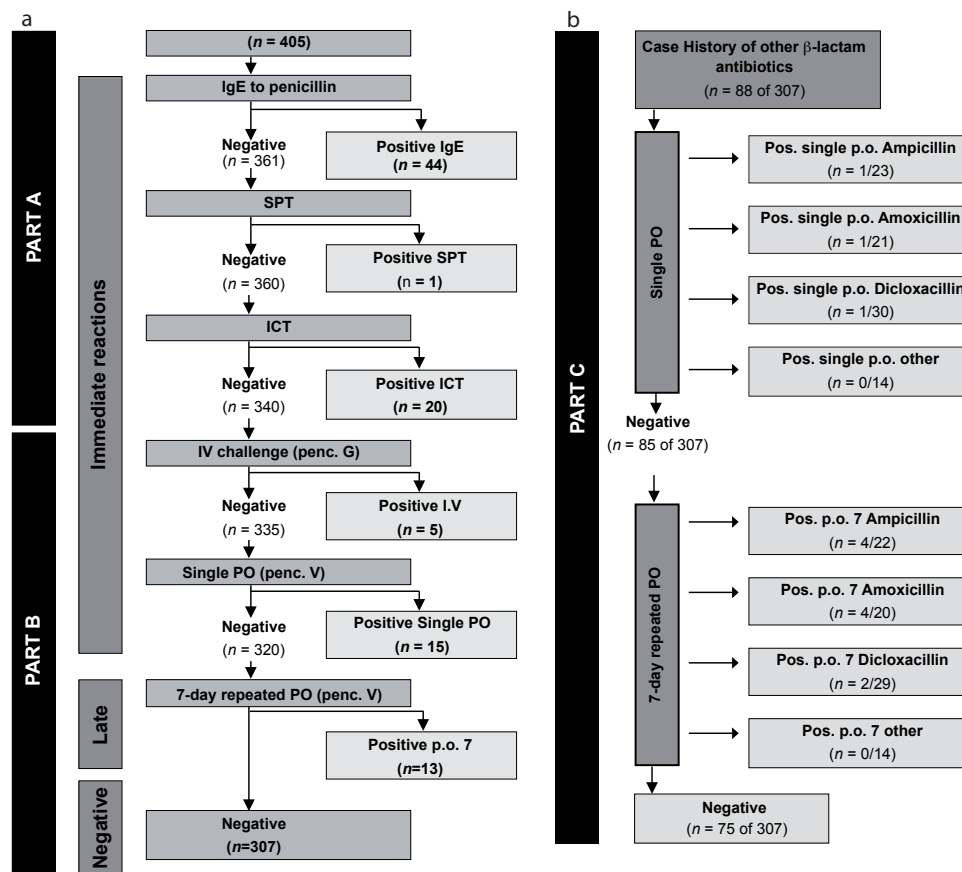 a
PART A
PART B
Immediate reactions
Late
Negative
(n = 405)
IgE to penicillin
Negative
(n = 361)
Positive IgE
(n = 44)
SPT
Negative
(n = 360)
Positive SPT
(n = 1)
ICT
Negative
(n = 340)
Positive ICT
(n = 20)
IV challenge (penc. G)
Negative
(n = 335)
Positive I.V
(n = 5)
Single PO (penc. V)
Negative
(n = 320)
Positive Single PO
(n = 15)
7-day repeated PO (penc. V)
Positive p.o. 7
(n=13)
Negative
(n=307)
b
PART C
Case History of other β-lactam
antibiotics
(n = 88 of 307)
Single PO
Pos. single p.o. Ampicillin
(n = 1/23)
Pos. single p.o. Amoxicillin
(n = 1/21)
Pos. single p.o. Dicloxacillin
(n = 1/30)
Pos. single p.o. other
(n = 0/14)
Negative
(n = 85 of 307)
7-day repeated PO
Pos. p.o. 7 Ampicillin
(n = 4/22)
Pos. p.o. 7 Amoxicillin
(n = 4/20)
Pos. p.o. 7 Dicloxacillin
(n = 2/29)
Pos. p.o. 7 other
(n = 0/14)
Negative
(n = 75 of 307)